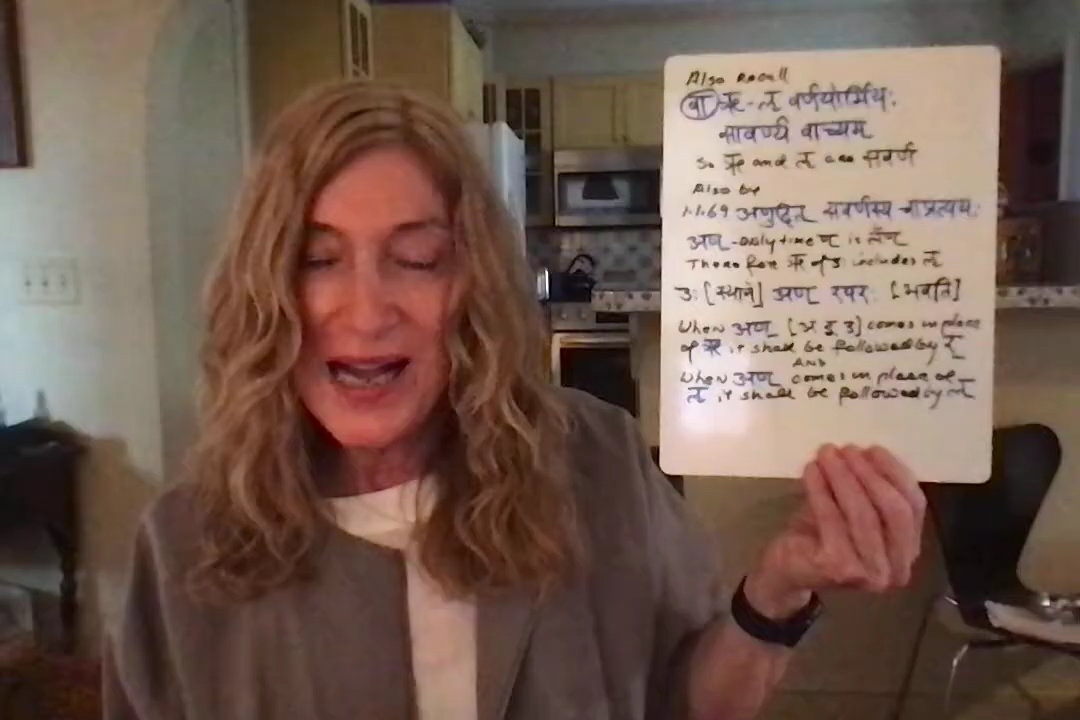 Also recall
(वा) ऋ-ऌ वर्णयोर्मिथः
सावर्ण्यं वाच्यम्
So ऋ and ऌ are सवर्ण
Also by
1.1.69 अणुदित् सवर्णस्य चाप्रत्ययः
अण् - only time ण् is लँण्
Therefore ऋ of उ includes ऌ
उः [स्थाने] अण् रपरः [भवति]
When अण् [अ इ उ] comes in place
of ऋ it shall be followed by र्
AND
When अण् comes in place of
ऌ it shall be followed by ल्